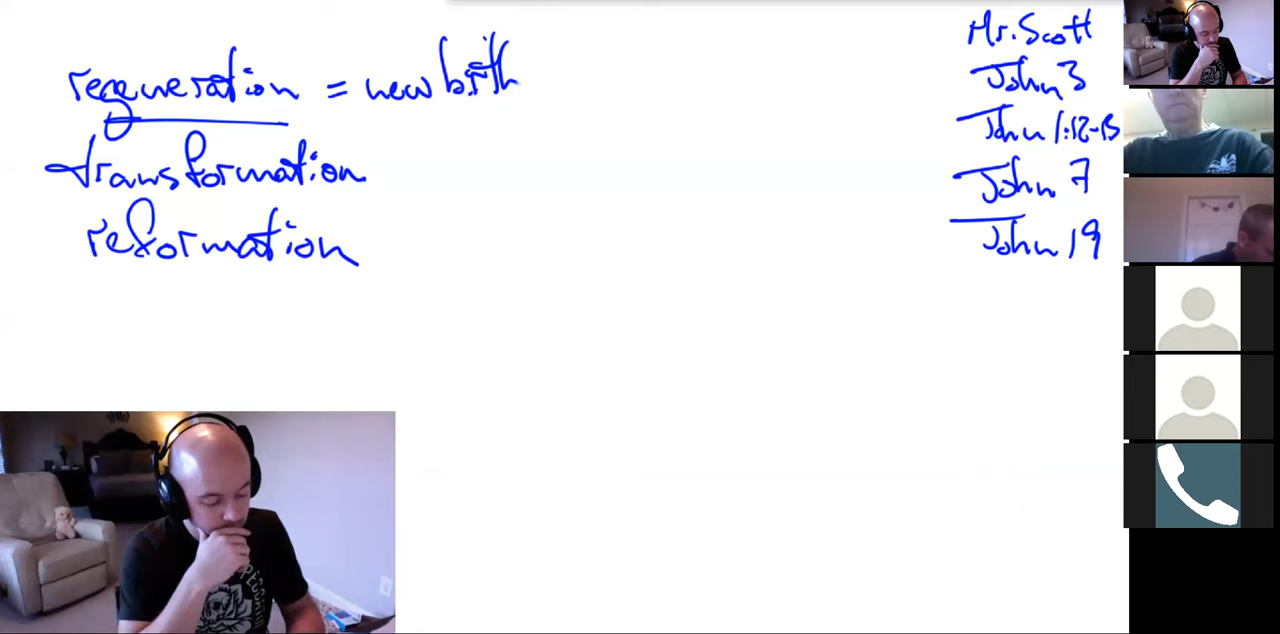 regeneration = new birth
transformation
reformation
Mr. Scott
John 3
John 1:12-13
John 7
John 19